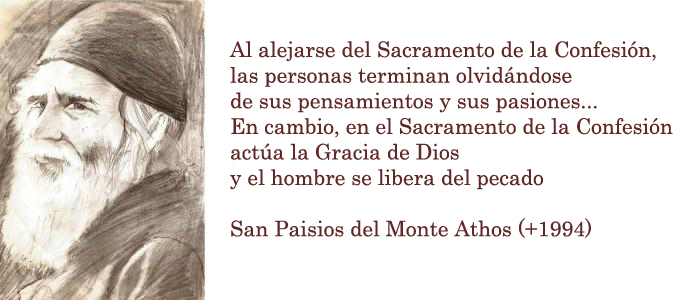 Al alejarse del Sacramento de la Confesión,
las personas terminan olvidándose
de sus pensamientos y sus pasiones...
En cambio, en el Sacramento de la Confesión
actúa la Gracia de Dios
y el hombre se libera del pecado
San Paisios del Monte Athos (+1994)